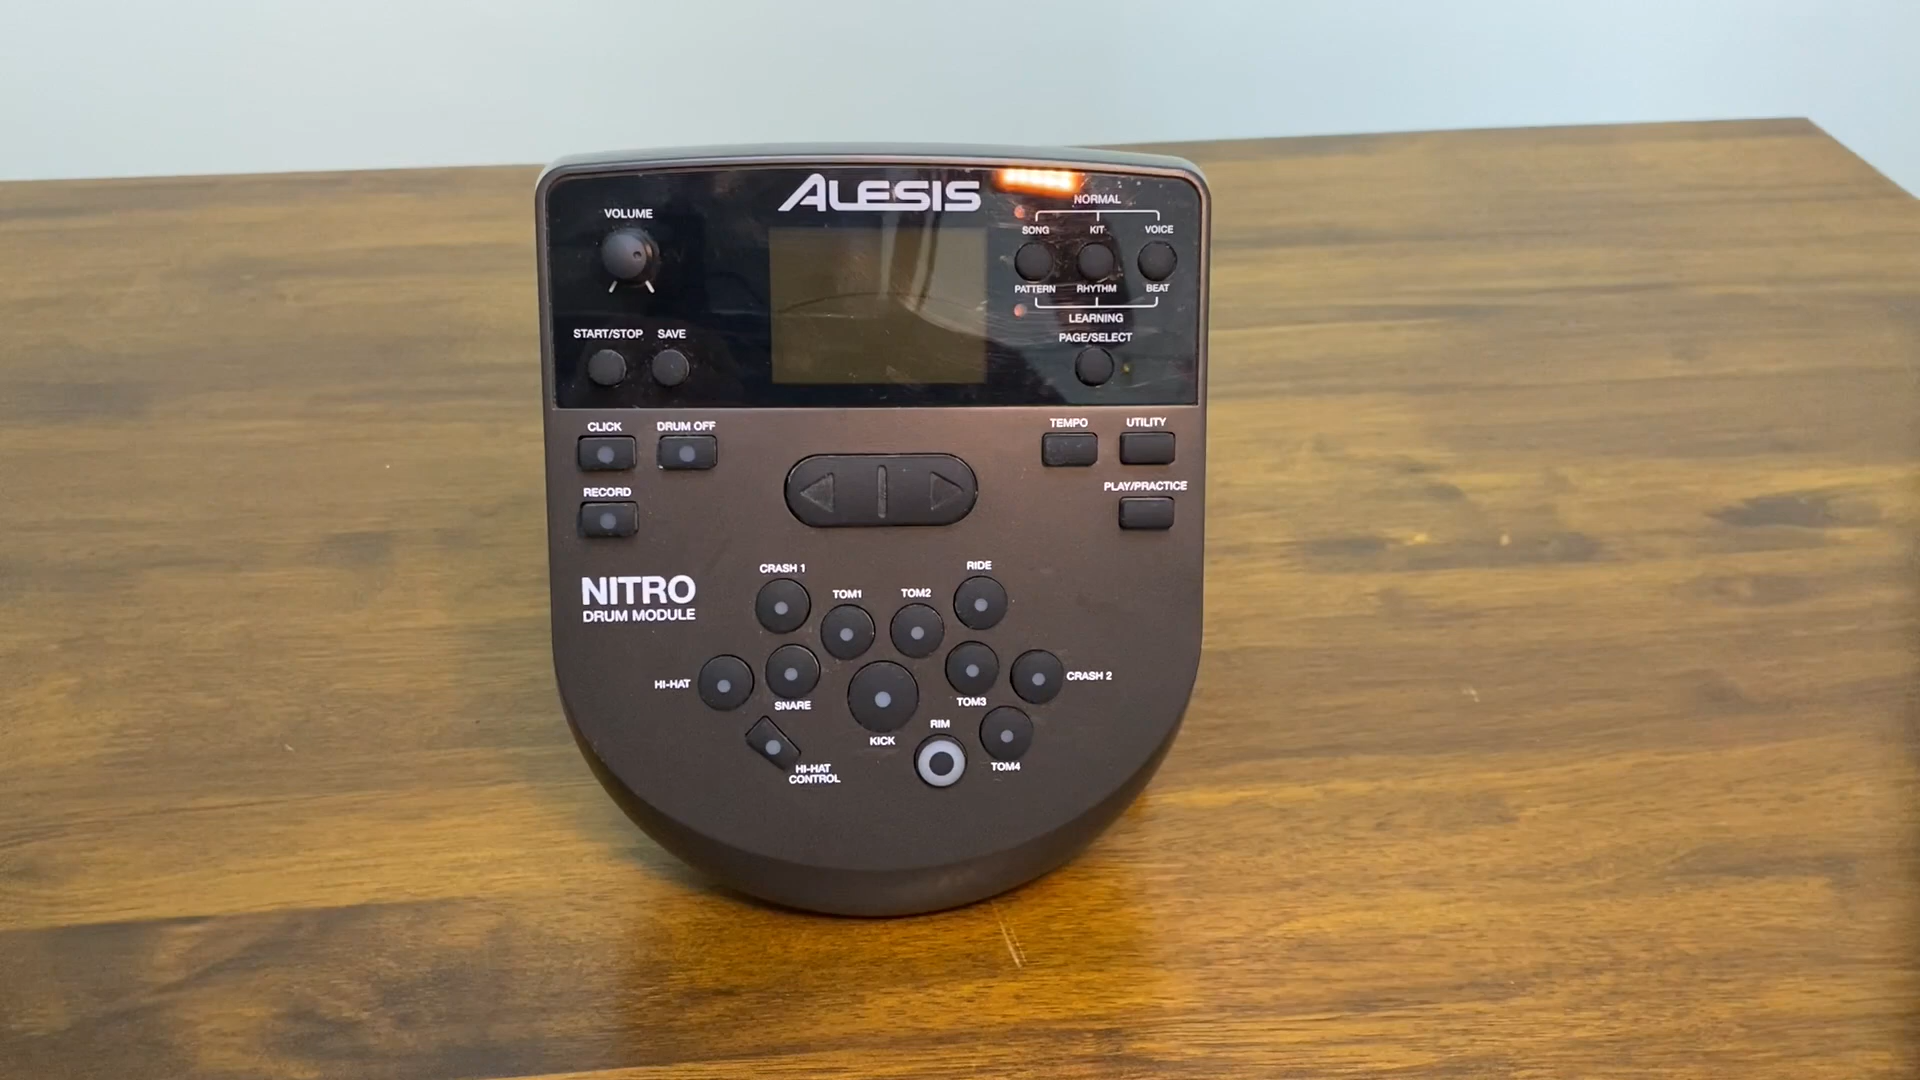 ALESIS
VOLUME
NORMAL
SONG KIT VOICE
PATTERN RHYTHM BEAT
LEARNING
START/STOP SAVE
PAGE/SELECT
CLICK DRUM OFF
TEMPO UTILITY
RECORD
PLAY/PRACTICE
NITRO
DRUM MODULE
CRASH 1
RIDE
TOM1 TOM2
HI-HAT
SNARE
CRASH 2
TOM3
KICK
RIM
TOM4
HI-HAT
CONTROL